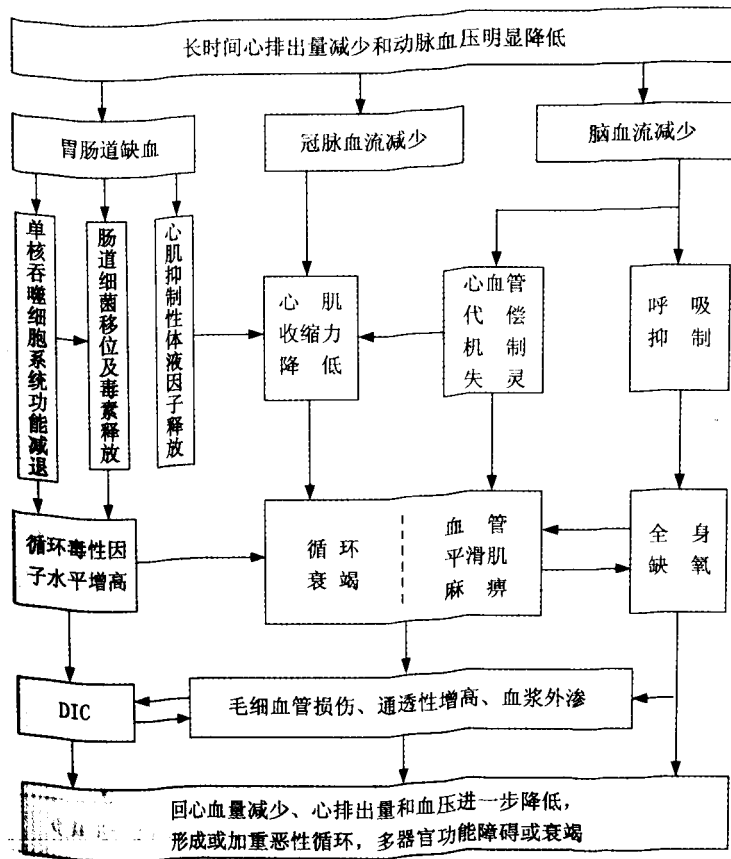 长时间心排出量减少和动脉血压明显降低
胃肠道缺血
冠脉血流减少
脑血流减少
单核吞噬细胞系统功能减退
肠道细菌移位及毒素释放
心肌抑制性体液因子释放
心肌
收缩力
降低
心血管
代偿
机制
失灵
呼吸
抑制
循环毒性因
子水平增高
循环
衰竭
血管
平滑肌
麻痹
全身
缺氧
DIC
毛细血管损伤、通透性增高、血浆外渗
回心血量减少、心排出量和血压进一步降低，
形成或加重恶性循环，多器官功能障碍或衰竭